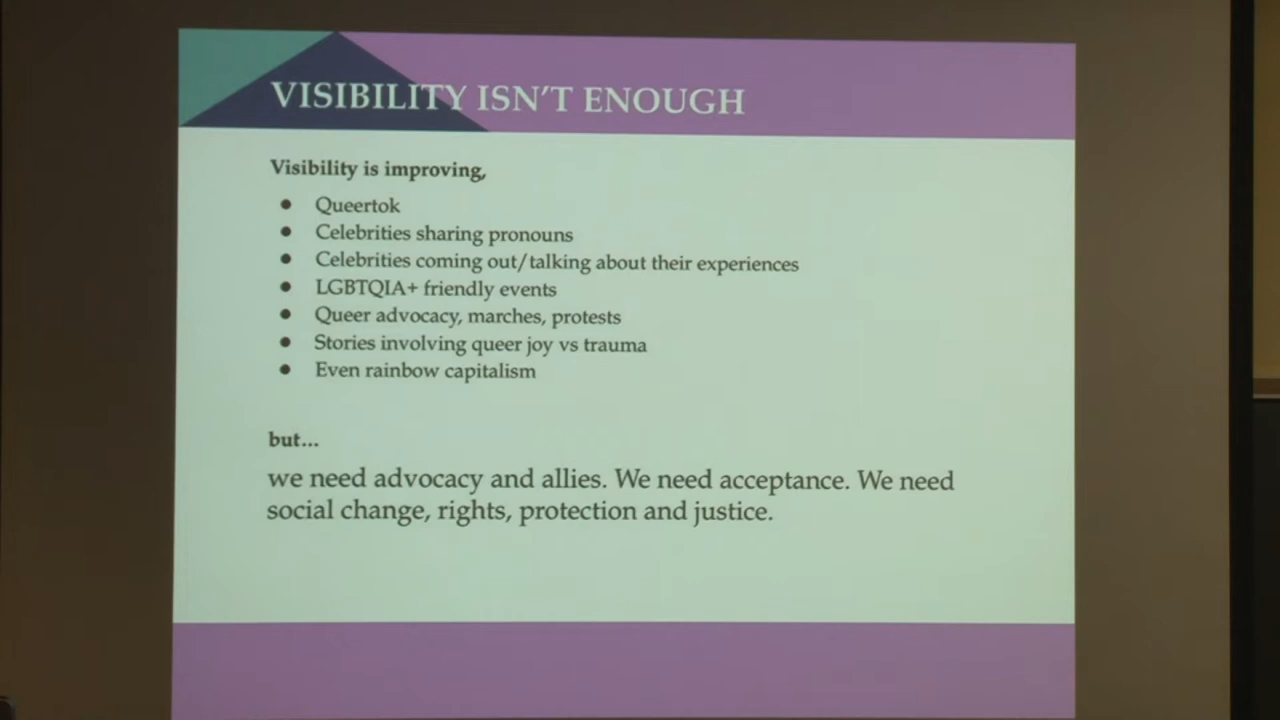 VISIBILITY ISN'T ENOUGH
Visibility is improving,
● Queertok
● Celebrities sharing pronouns
● Celebrities coming out/talking about their experiences
● LGBTQIA+ friendly events
● Queer advocacy, marches, protests
● Stories involving queer joy vs trauma
● Even rainbow capitalism
but...
we need advocacy and allies. We need acceptance. We need
social change, rights, protection and justice.